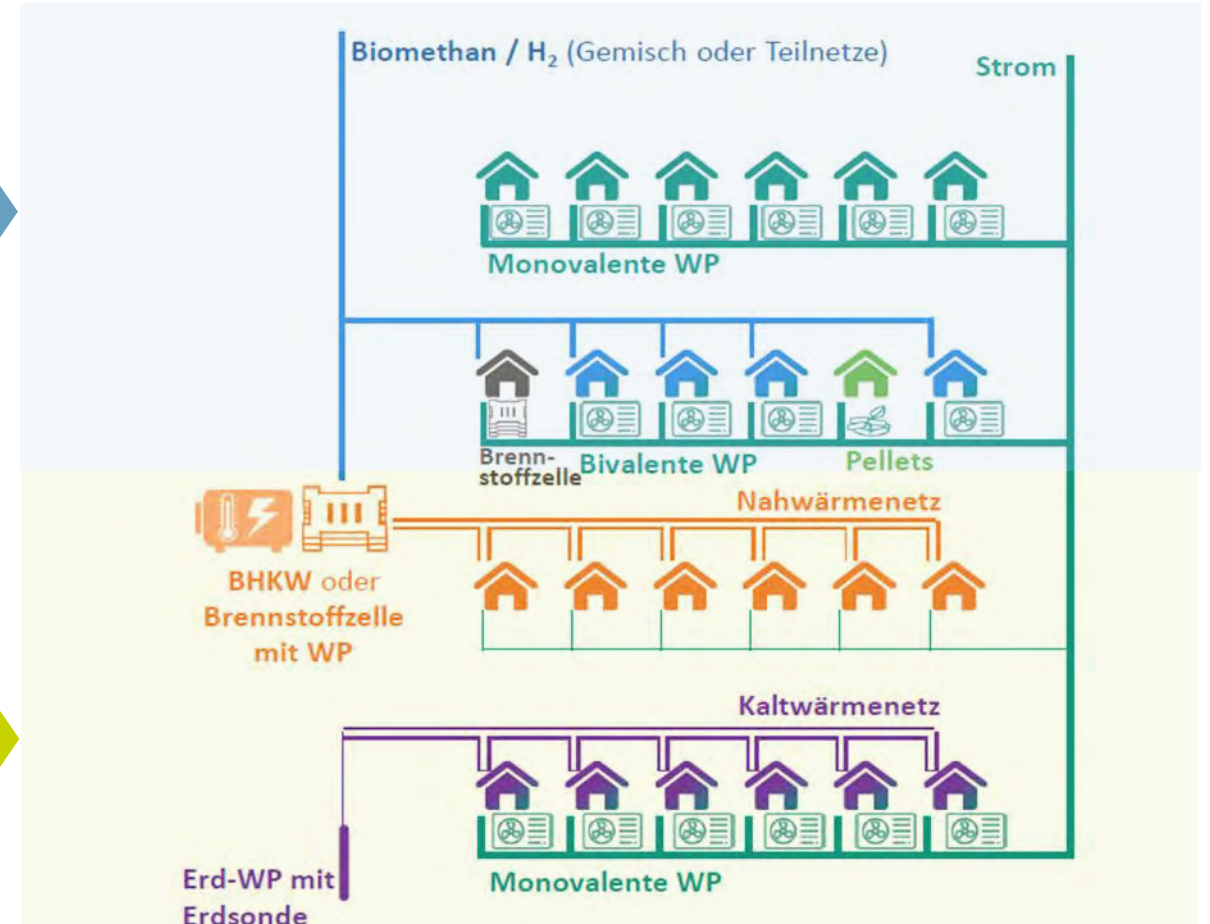 Biomethan / H₂ (Gemisch oder Teilnetze)
Strom
Monovalente WP
Brenn-
stoffzelle
Bivalente WP
Pellets
Nahwärmenetz
BHKW oder
Brennstoffzelle
mit WP
Kaltwärmenetz
Erd-WP mit
Erdsonde
Monovalente WP